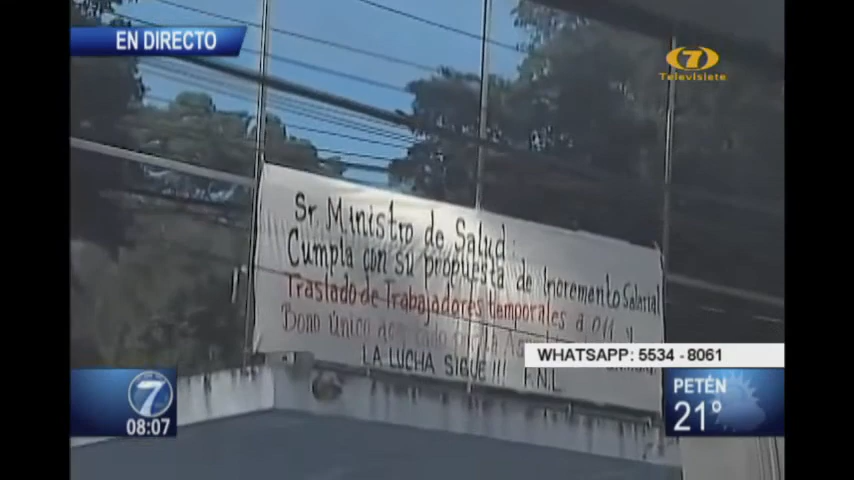 EN DIRECTO
7
Televisiete
Sr. Ministro de Salud:
Cumpla con su propuesta de Incremento Salarial
Traslado de Trabajadores temporales a 011 y
Bono único
LA LUCHA SIGUE!!! F.N.L.
WHATSAPP: 5534 - 8061
7
08:07
PETÉN
21°